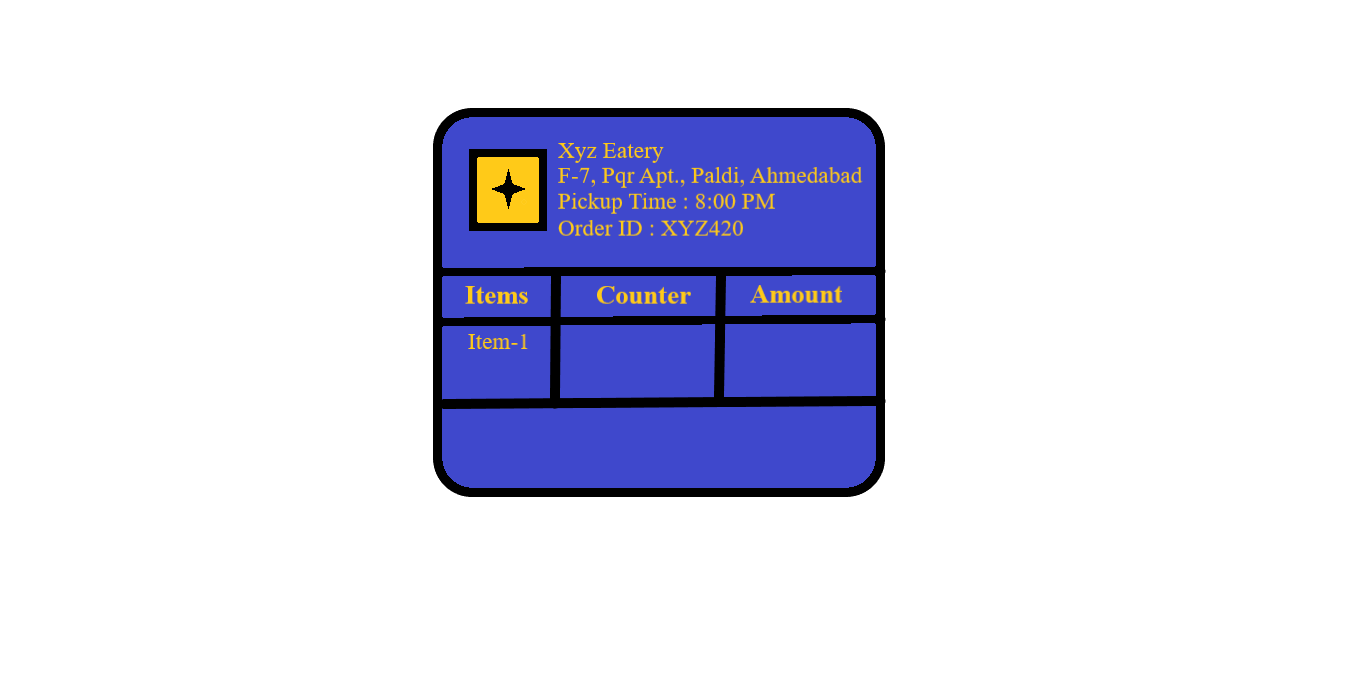 Xyz Eatery
F-7, Pqr Apt., Paldi, Ahmedabad
Pickup Time : 8:00 PM
Order ID : XYZ420
Items Counter Amount
Item-1